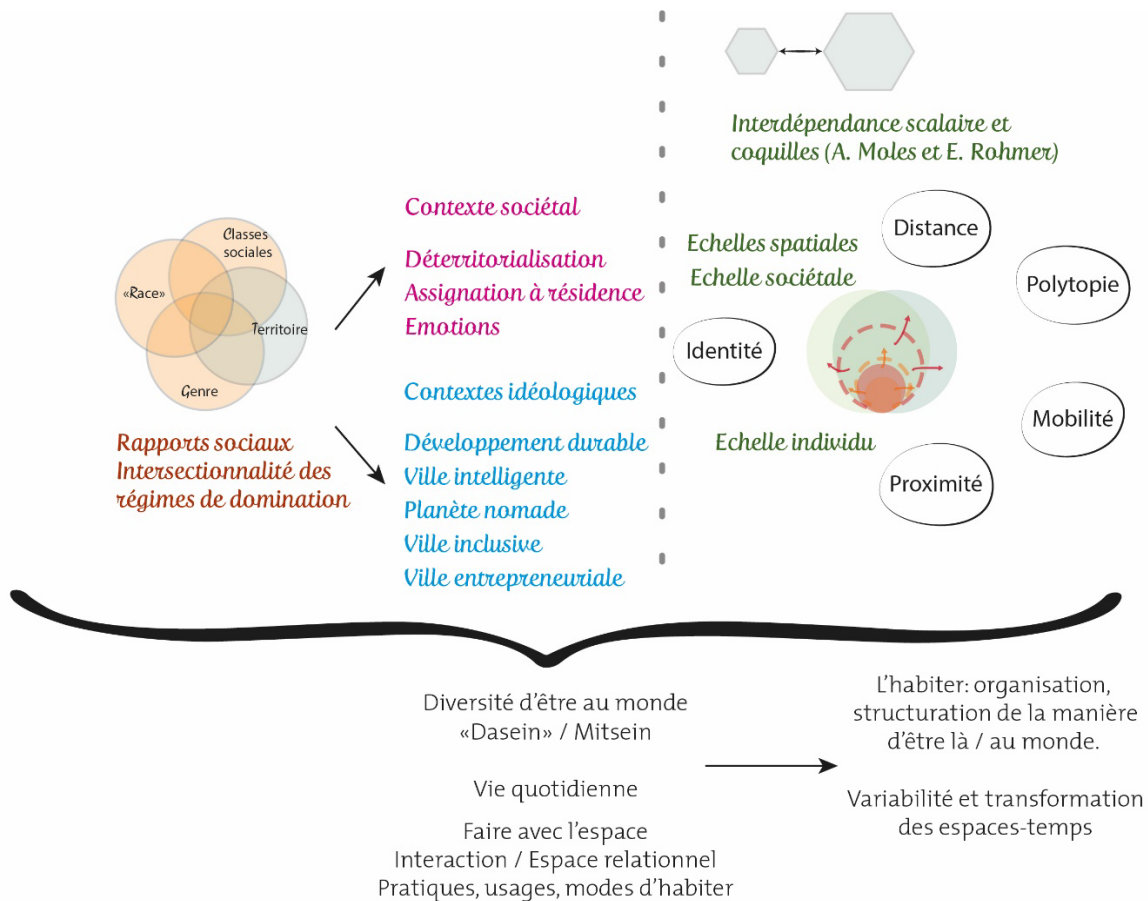 Classes
sociales
«Race»
Territoire
Genre
Rapports sociaux
Intersectionnalité des
régimes de domination
Contexte sociétal
Déterritorialisation
Assignation à résidence
Emotions
Contextes idéologiques
Développement durable
Ville intelligente
Planète nomade
Ville inclusive
Ville entrepreneuriale
Interdépendance scalaire et
coquilles (A. Moles et E. Rohmer)
Distance
Echelles spatiales
Echelle sociétale
Polytopie
Identité
Mobilité
Echelle individu
Proximité
Diversité d'être au monde
«Dasein» / Mitsein
Vie quotidienne
Faire avec l'espace
Interaction / Espace relationnel
Pratiques, usages, modes d'habiter
L'habiter: organisation,
structuration de la manière
d'être là / au monde.
Variabilité et transformation
des espaces-temps